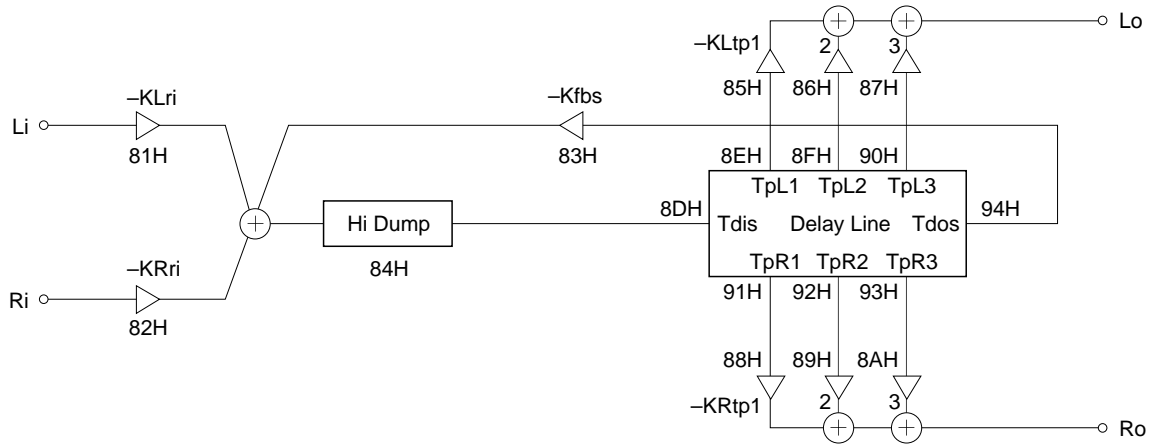 Lo
–KLtp1 2 3
85H 86H 87H
–KLri –Kfbs
Li
81H 83H
8EH 8FH 90H
TpL1 TpL2 TpL3
8DH 94H
Hi Dump Tdis Delay Line Tdos
84H
TpR1 TpR2 TpR3
–KRri
91H 92H 93H
Ri
82H
88H 89H 8AH
–KRtp1 2 3
Ro